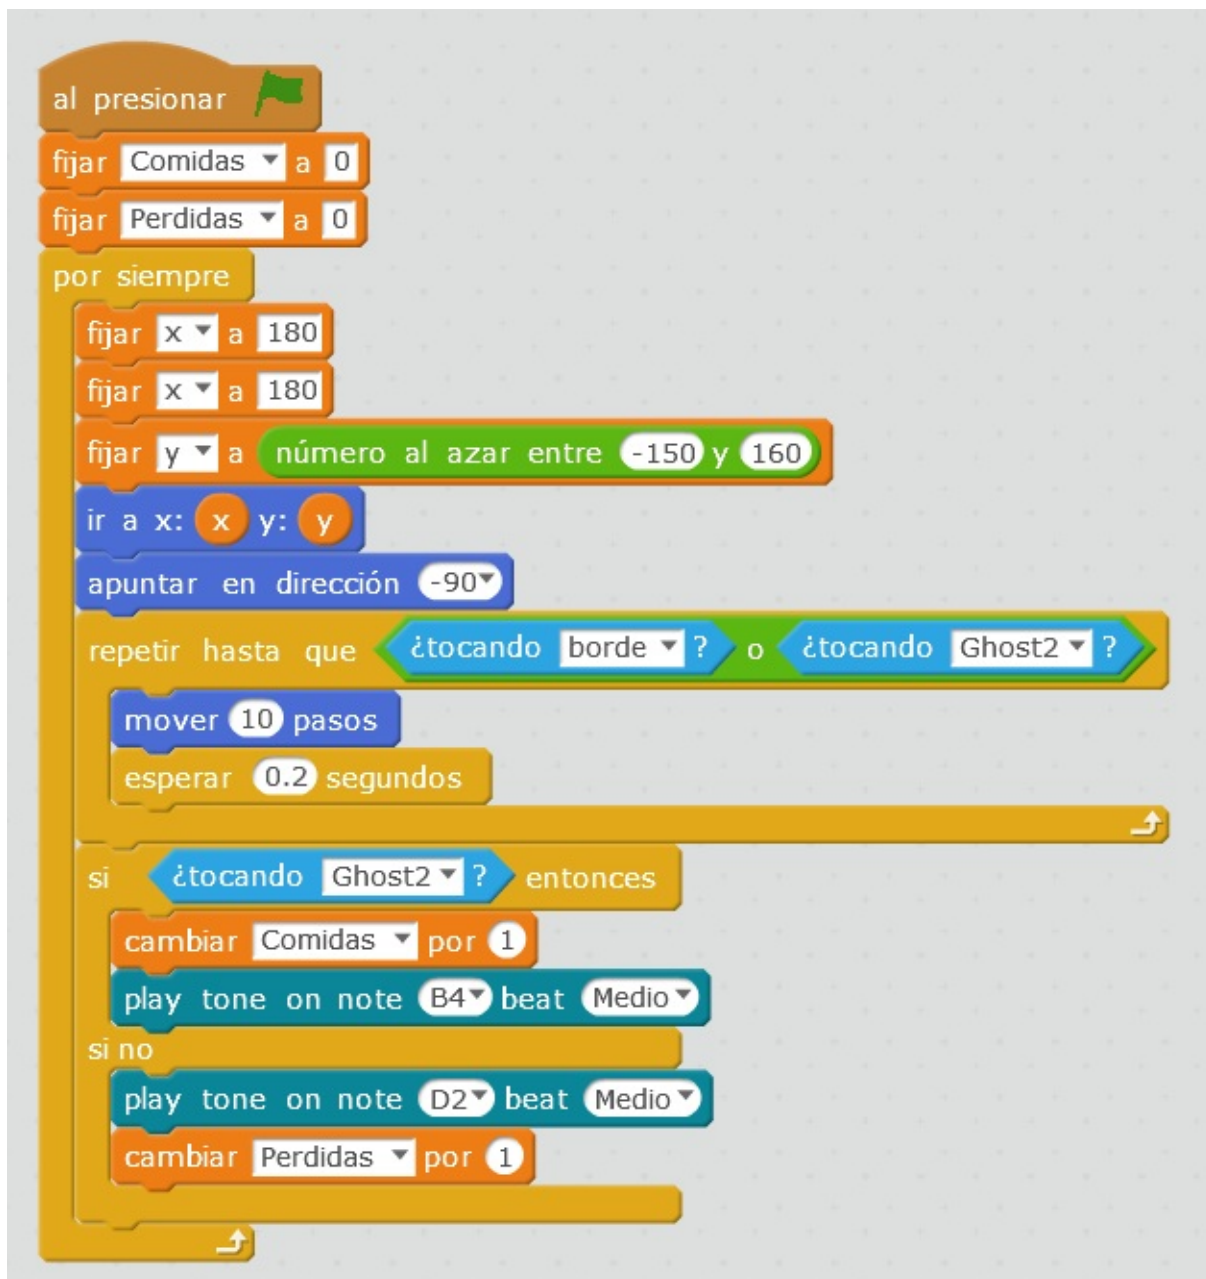 al presionar
fijar Comidas a 0
fijar Perdidas a 0
por siempre
fijar x a 180
fijar x a 180
fijar y a número al azar entre -150 y 160
ir a x: x y: y
apuntar en dirección -90
repetir hasta que ¿tocando borde ? o ¿tocando Ghost2 ?
mover 10 pasos
esperar 0.2 segundos
si ¿tocando Ghost2 ? entonces
cambiar Comidas por 1
play tone on note B4 beat Medio
si no
play tone on note D2 beat Medio
cambiar Perdidas por 1